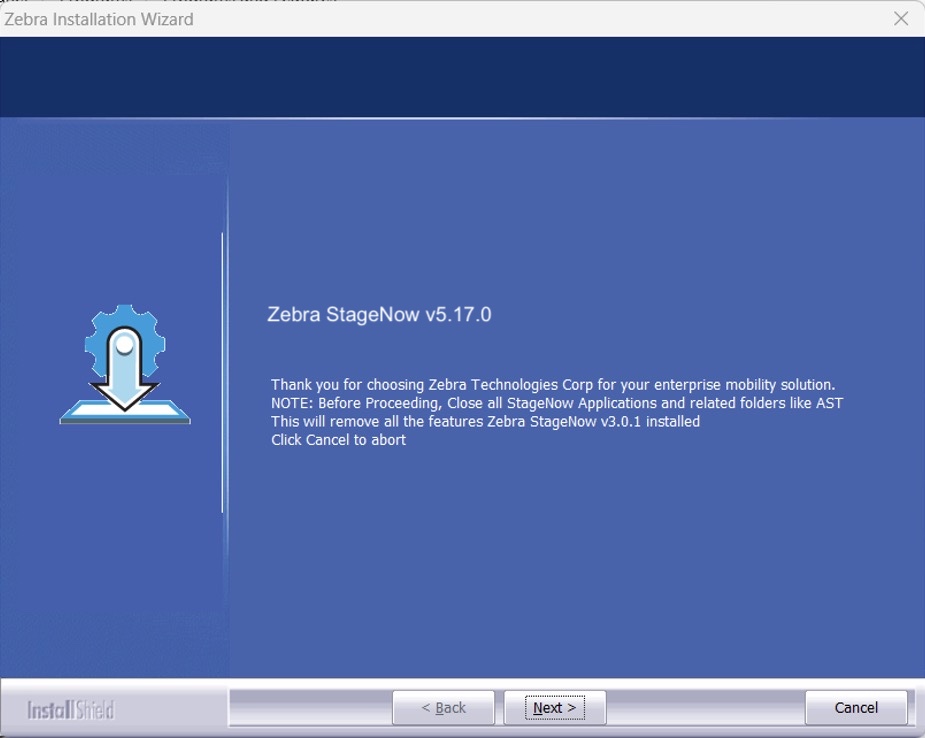 Zebra Installation Wizard
Zebra StageNow v5.17.0
Thank you for choosing Zebra Technologies Corp for your enterprise mobility solution.
NOTE: Before Proceeding, Close all StageNow Applications and related folders like AST
This will remove all the features Zebra StageNow v3.0.1 installed
Click Cancel to abort
InstallShield
< Back
Next >
Cancel